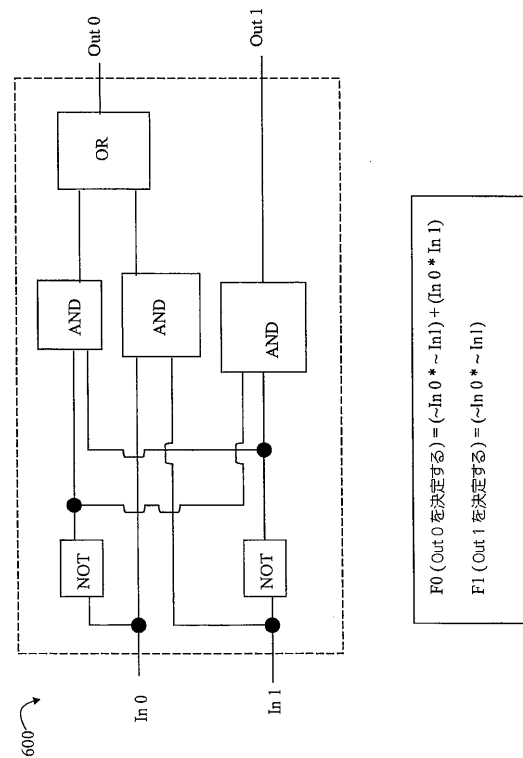 600
In 0
In 1
NOT
NOT
AND
AND
AND
OR
Out 0
Out 1
F0 (Out 0 を決定する) = (~In 0 * ~ In1) + (In 0 * In 1)
F1 (Out 1 を決定する) = (~In 0 * ~ In1)